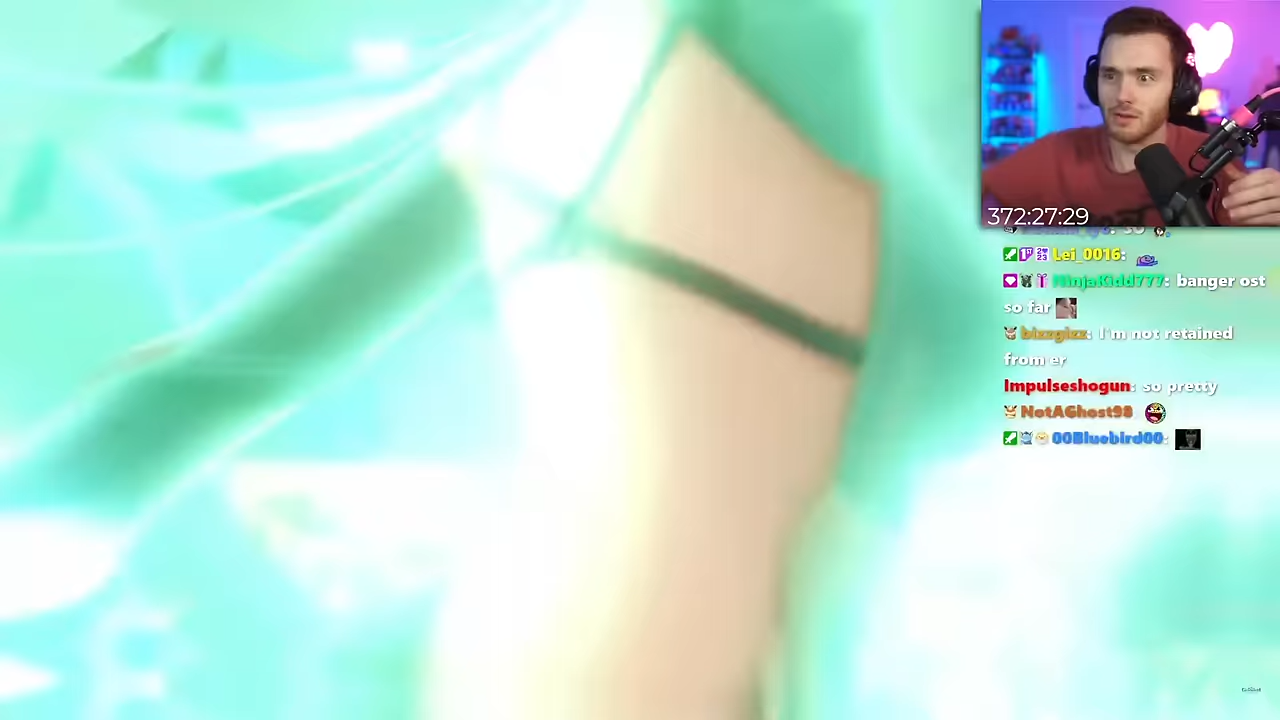 372:27:29
Lei_0016:
NinjaKidd777: banger ost
so far
bizzgizz: I'm not retained
from er
Impulseshogun: so pretty
NotAGhost98
00Bluebird00: